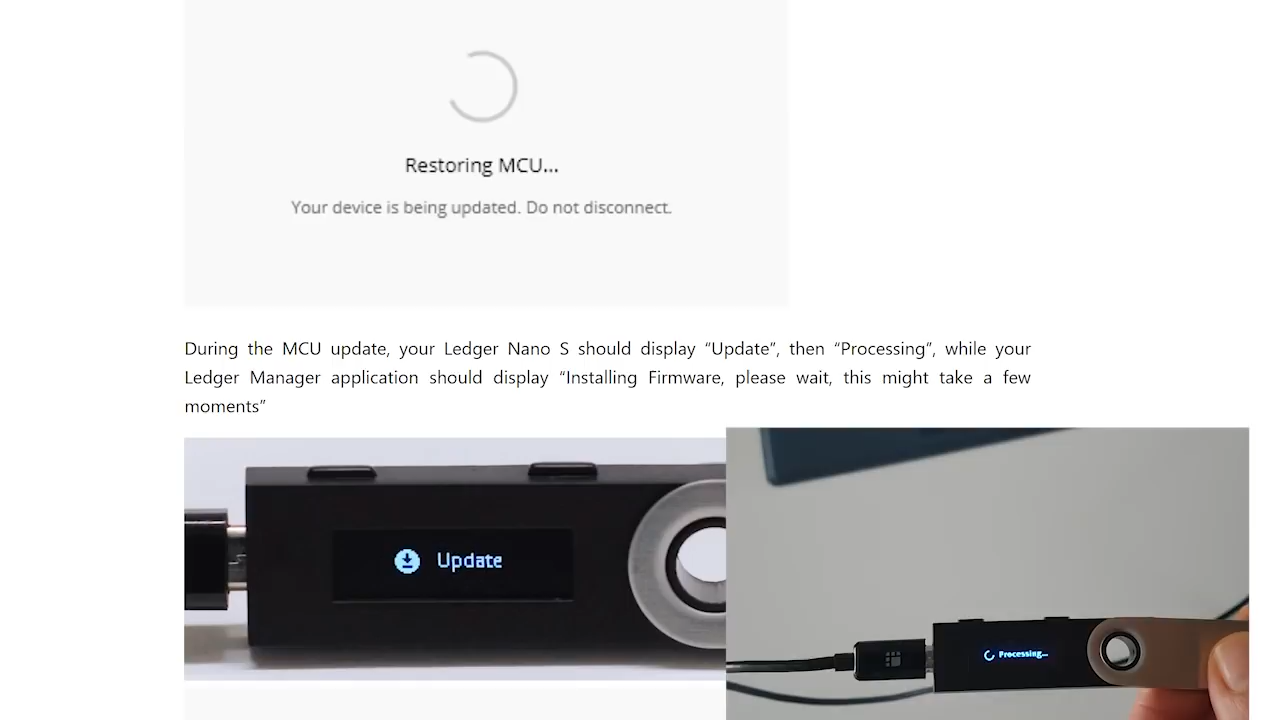 Restoring MCU...
Your device is being updated. Do not disconnect.
During the MCU update, your Ledger Nano S should display “Update”, then “Processing”, while your
Ledger Manager application should display “Installing Firmware, please wait, this might take a few
moments”
Update
Processing...